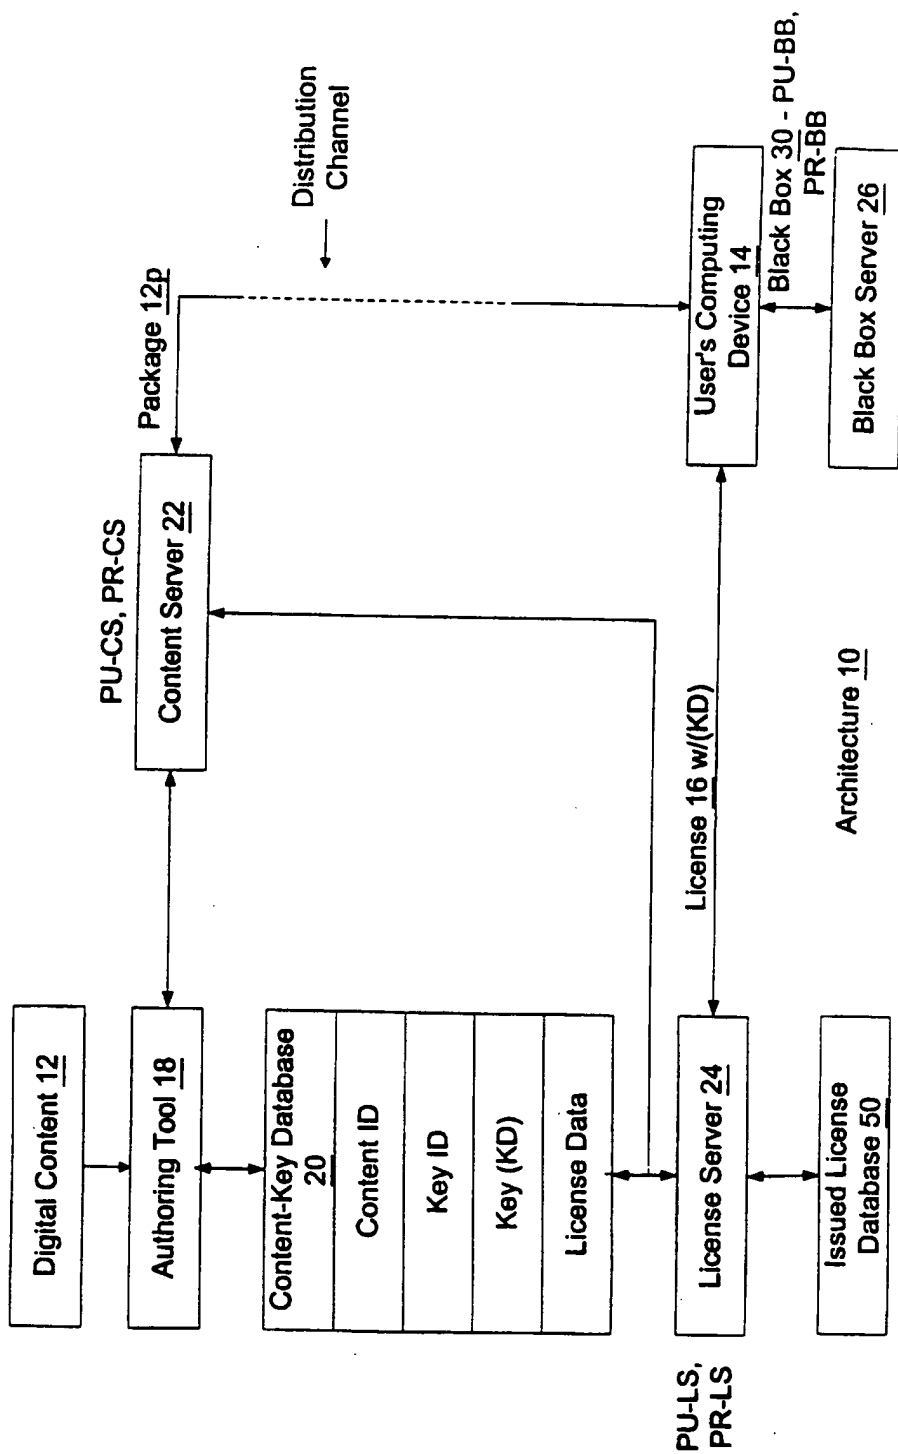 Digital Content 12
Authoring Tool 18
Content-Key Database
20
Content ID
Key ID
Key (KD)
License Data
PU-LS,
PR-LS
License Server 24
Issued License
Database 50
PU-CS, PR-CS
Content Server 22
Package 12p
Distribution
Channel
License 16 w/(KD)
User's Computing
Device 14
Black Box 30 - PU-BB,
PR-BB
Black Box Server 26
Architecture 10